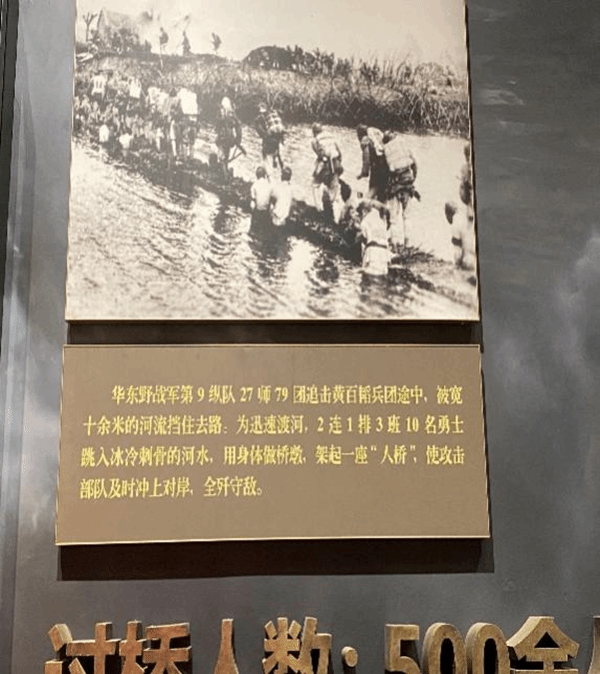 华东野战军第9纵队27师79团追击黄百韬兵团途中，被宽
十余米的河流挡住去路。为迅速渡河，2连1排3班10名勇士
跳入冰冷刺骨的河水，用身体做桥墩，架起一座“人桥”，使攻击
部队及时冲上对岸，全歼守敌。
过桥人数：500余人